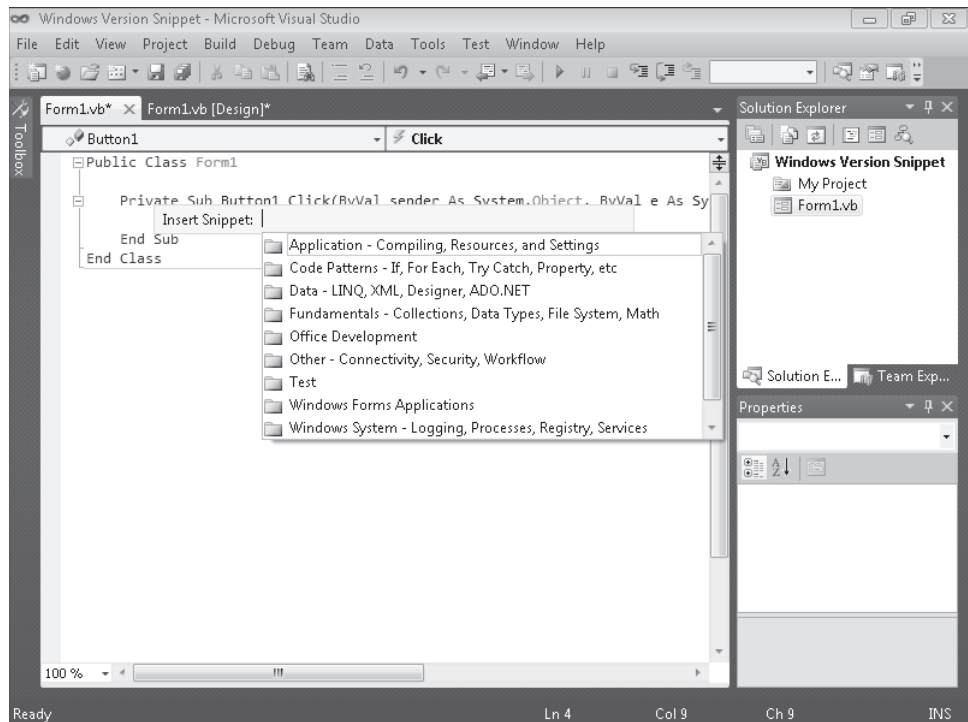 Windows Version Snippet - Microsoft Visual Studio
File Edit View Project Build Debug Team Data Tools Test Window Help
Toolbox
Form1.vb* Form1.vb [Design]*
Button1 Click
Public Class Form1
Private Sub Button1_Click(ByVal sender As System.Object, ByVal e As Sy
Insert Snippet:
Application - Compiling, Resources, and Settings
Code Patterns - If, For Each, Try Catch, Property, etc
Data - LINQ, XML, Designer, ADO.NET
Fundamentals - Collections, Data Types, File System, Math
Office Development
Other - Connectivity, Security, Workflow
Test
Windows Forms Applications
Windows System - Logging, Processes, Registry, Services
End Sub
End Class
100 %
Solution Explorer
Windows Version Snippet
My Project
Form1.vb
Solution E... Team Exp...
Properties
Ready Ln 4 Col 9 Ch 9 INS